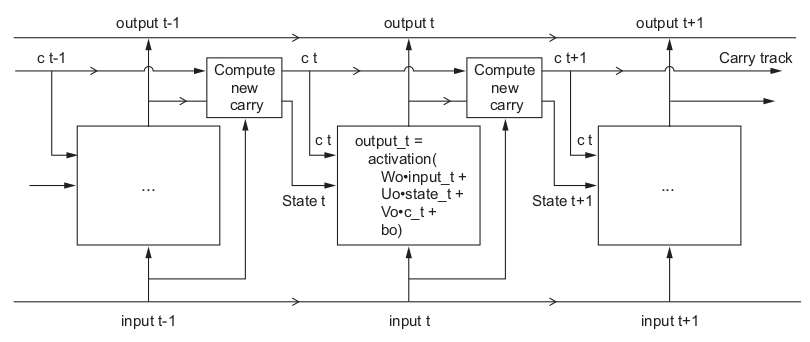 output t-1
output t
output t+1
c t-1
Compute
new
carry
c t
Compute
new
carry
c t+1
Carry track
...
c t
output_t =
activation(
Wo•input_t +
Uo•state_t +
Vo•c_t +
bo)
c t
...
State t
State t+1
input t-1
input t
input t+1